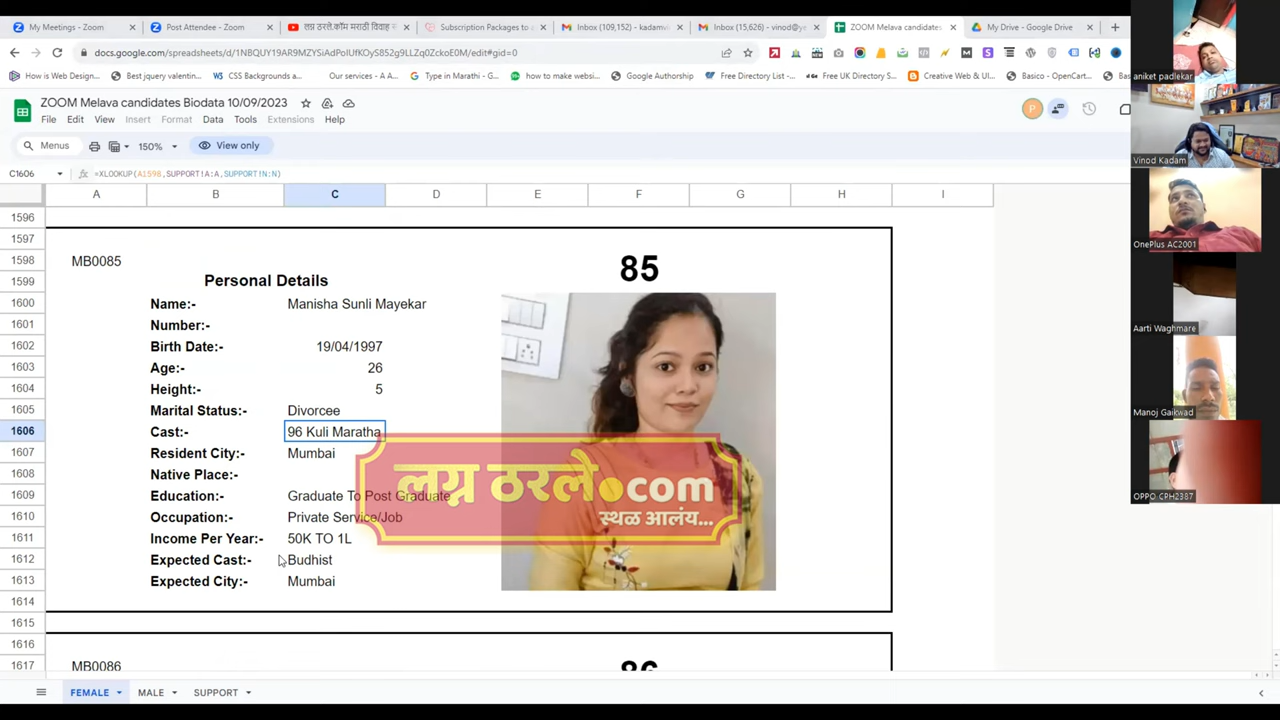 My Meetings - Zoom
Post Attendee - Zoom
लग्न ठरले.कॉम मराठी विवाह स
Subscription Packages to
Inbox (109,152) - kadamvi
Inbox (15,626) - vinod@ye
ZOOM Melava candidates
My Drive - Google Drive
docs.google.com/spreadsheets/d/1NBQUY19AR9MZYSiAdPolUfKOyS852g9LLZq0ZckoE0M/edit#gid=0
How is Web Design
Best jquery valentin
CSS Backgrounds a
Our services - A A
Type in Marathi - G
how to make websi
Google Authorship
Free Directory List -
Free UK Directory S
Creative Web & UI
Basico - OpenCart
Bas
ZOOM Melava candidates Biodata 10/09/2023
File Edit View Insert Format Data Tools Extensions Help
P
Menus
150%
View only
C1606
fx =XLOOKUP(A1598,SUPPORT!A:A,SUPPORT!N:N)
A B C D E F G H I
1596
1597
1598 MB0085 85
1599 Personal Details
1600 Name:- Manisha Sunli Mayekar
1601 Number:-
1602 Birth Date:- 19/04/1997
1603 Age:- 26
1604 Height:- 5
1605 Marital Status:- Divorcee
1606 Cast:- 96 Kuli Maratha
1607 Resident City:- Mumbai
1608 Native Place:-
1609 Education:- Graduate To Post Graduate
1610 Occupation:- Private Service/Job
1611 Income Per Year:- 50K TO 1L
1612 Expected Cast:- Budhist
1613 Expected City:- Mumbai
1614
1615
1616
1617 MB0086 86
लग्न ठरले.com
स्थळ आलंय...
FEMALE MALE SUPPORT
aniket padlekar
Vinod Kadam
OnePlus AC2001
Aarti Waghmare
Manoj Gaikwad
OPPO CPH2387